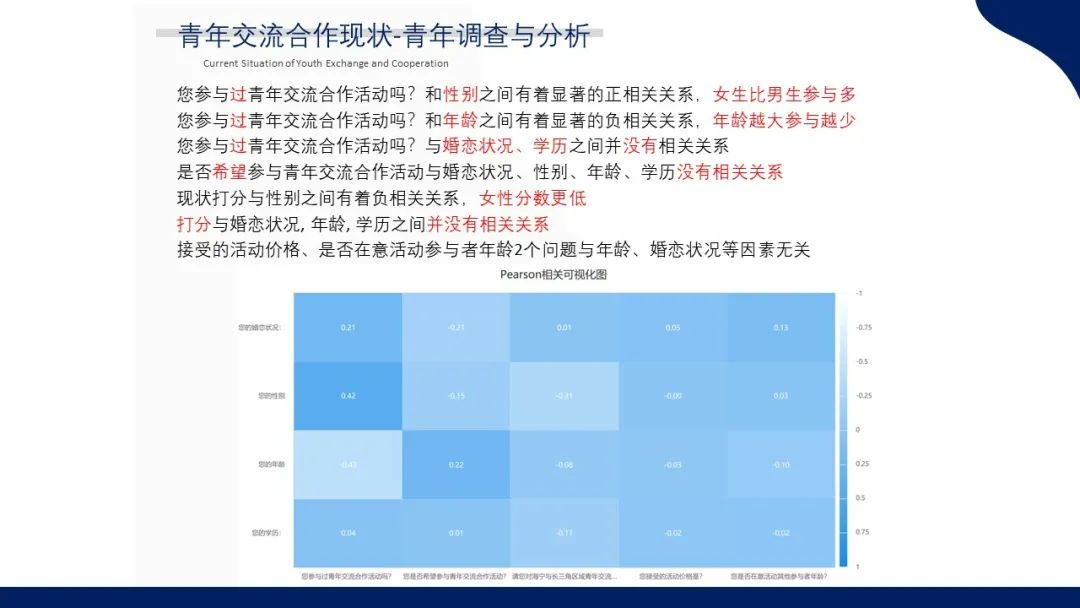 青年交流合作现状-青年调查与分析
Current Situation of Youth Exchange and Cooperation
您参与过青年交流合作活动吗？和性别之间有着显著的正相关关系，女生比男生参与多
您参与过青年交流合作活动吗？和年龄之间有着显著的负相关关系，年龄越大参与越少
您参与过青年交流合作活动吗？与婚恋状况、学历之间并没有相关关系
是否希望参与青年交流合作活动与婚恋状况、性别、年龄、学历没有相关关系
现状打分与性别之间有着负相关关系，女性分数更低
打分与婚恋状况, 年龄, 学历之间并没有相关关系
接受的活动价格、是否在意活动参与者年龄2个问题与年龄、婚恋状况等因素无关
Pearson相关可视化图
您的婚恋状况: 0.21 -0.21 0.01 0.05 0.13
您的性别 0.42 -0.15 -0.31 -0.00 0.03
您的年龄 -0.43 0.22 -0.08 -0.03 -0.10
您的学历: 0.04 0.01 -0.11 -0.02 -0.02
您参与过青年交流合作活动吗? 您是否希望参与青年交流合作活动? 请您对海宁与长三角区域青年交流... 您接受的活动价格是? 您是否在意活动其他参与者年龄?
-1
-0.75
-0.5
-0.25
0
0.25
0.5
0.75
1